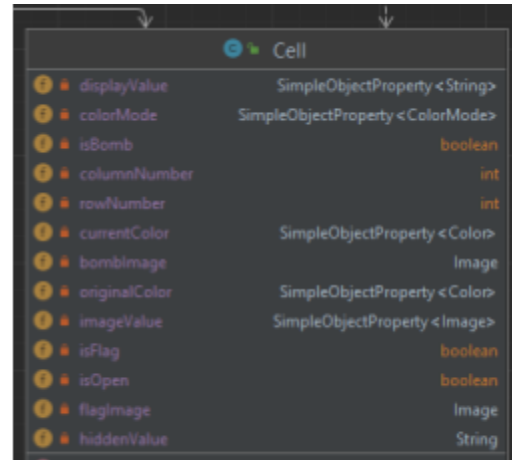 Cell
displayValue SimpleObjectProperty<String>
colorMode SimpleObjectProperty<ColorMode>
isBomb boolean
columnNumber int
rowNumber int
currentColor SimpleObjectProperty<Color>
bombImage Image
originalColor SimpleObjectProperty<Color>
imageValue SimpleObjectProperty<Image>
isFlag boolean
isOpen boolean
flagImage Image
hiddenValue String